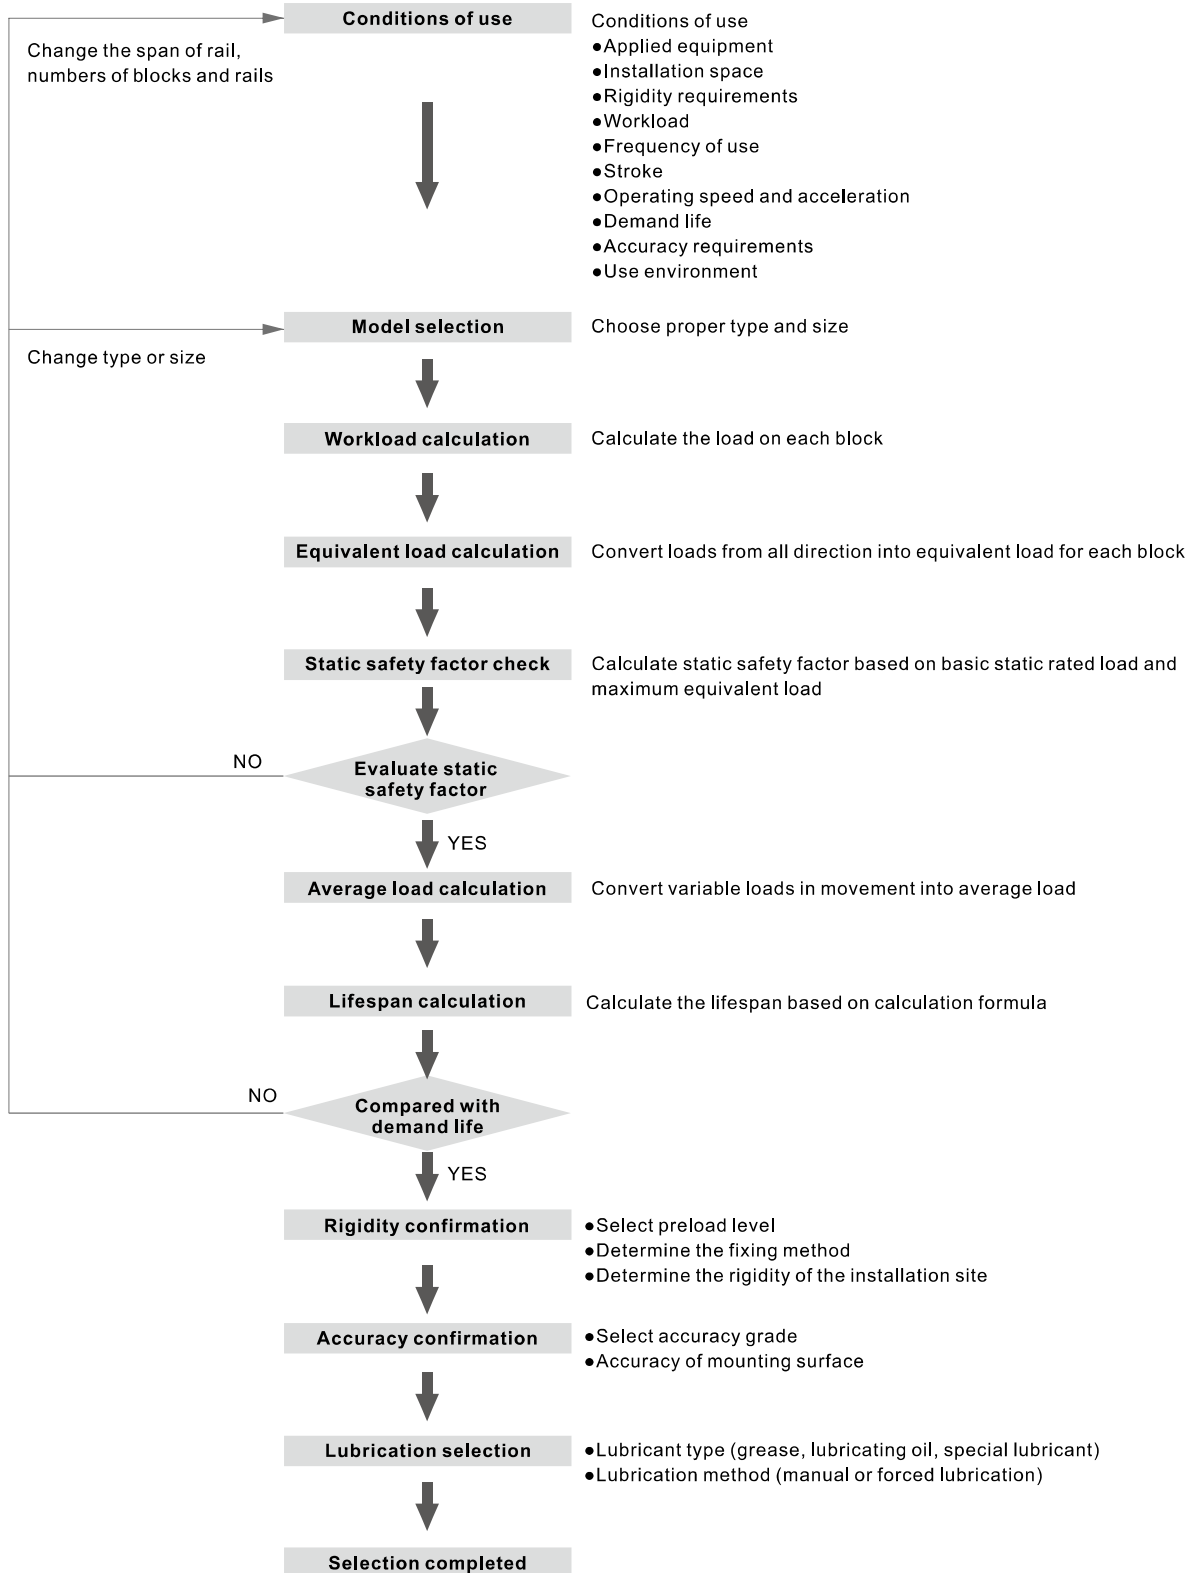 Conditions of use
Change the span of rail,
numbers of blocks and rails
Conditions of use
●Applied equipment
●Installation space
●Rigidity requirements
●Workload
●Frequency of use
●Stroke
●Operating speed and acceleration
●Demand life
●Accuracy requirements
●Use environment
Model selection
Choose proper type and size
Change type or size
Workload calculation
Calculate the load on each block
Equivalent load calculation
Convert loads from all direction into equivalent load for each block
Static safety factor check
Calculate static safety factor based on basic static rated load and
maximum equivalent load
NO
Evaluate static
safety factor
YES
Average load calculation
Convert variable loads in movement into average load
Lifespan calculation
Calculate the lifespan based on calculation formula
NO
Compared with
demand life
YES
Rigidity confirmation
●Select preload level
●Determine the fixing method
●Determine the rigidity of the installation site
Accuracy confirmation
●Select accuracy grade
●Accuracy of mounting surface
Lubrication selection
●Lubricant type (grease, lubricating oil, special lubricant)
●Lubrication method (manual or forced lubrication)
Selection completed